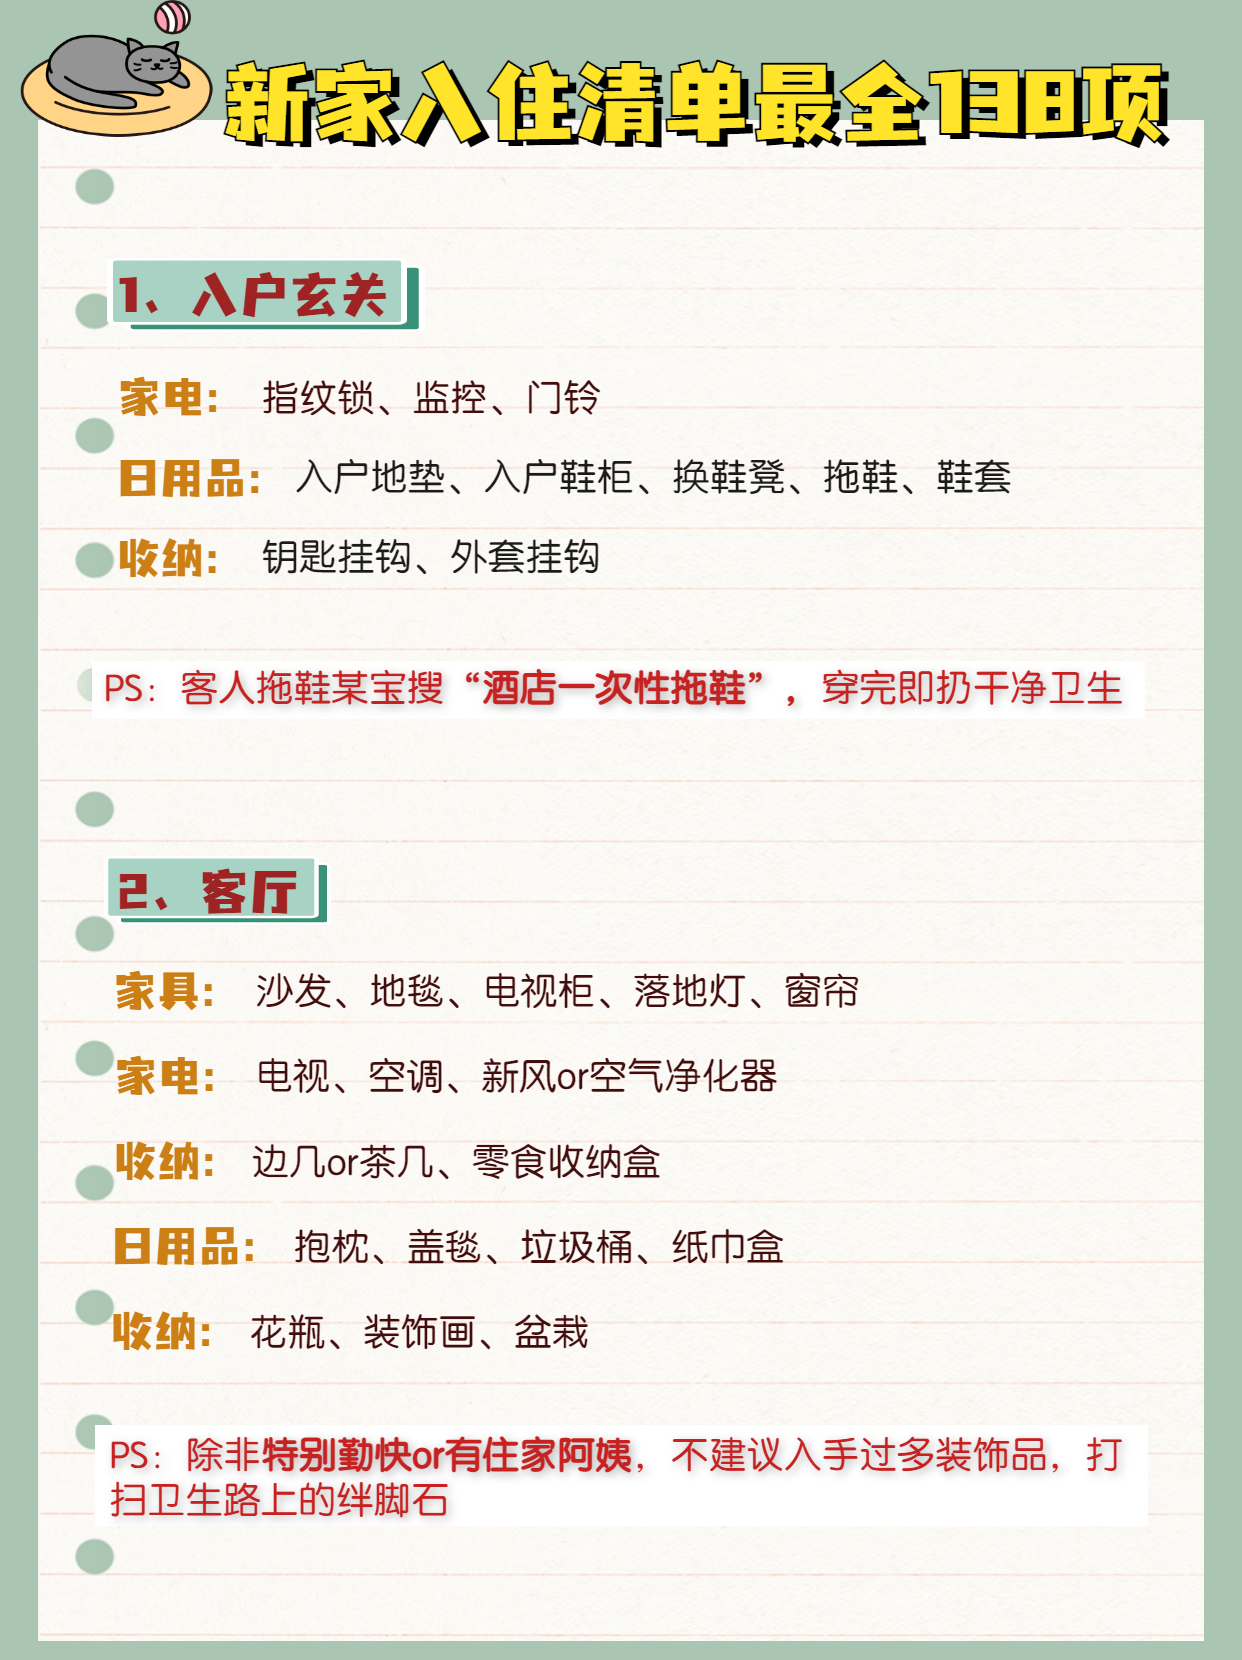 新家入住清单最全138项
1、入户玄关
家电： 指纹锁、监控、门铃
日用品： 入户地垫、入户鞋柜、换鞋凳、拖鞋、鞋套
收纳： 钥匙挂钩、外套挂钩
PS：客人拖鞋某宝搜“酒店一次性拖鞋”，穿完即扔干净卫生
2、客厅
家具： 沙发、地毯、电视柜、落地灯、窗帘
家电： 电视、空调、新风or空气净化器
收纳： 边几or茶几、零食收纳盒
日用品： 抱枕、盖毯、垃圾桶、纸巾盒
收纳： 花瓶、装饰画、盆栽
PS：除非特别勤快or有住家阿姨，不建议入手过多装饰品，打
扫卫生路上的绊脚石